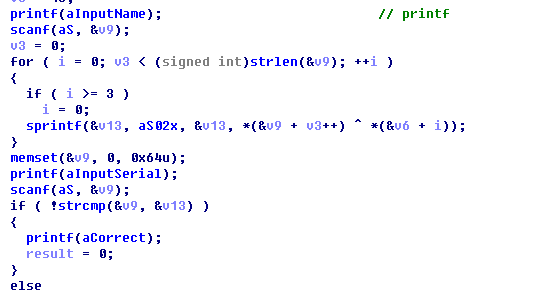 printf(aInputName); // printf
scanf(aS, &v9);
v3 = 0;
for ( i = 0; v3 < (signed int)strlen(&v9); ++i )
{
if ( i >= 3 )
i = 0;
sprintf(&v13, aS02x, &v13, *(&v9 + v3++) ^ *(&v6 + i));
}
memset(&v9, 0, 0x64u);
printf(aInputSerial);
scanf(aS, &v9);
if ( !strcmp(&v9, &v13) )
{
printf(aCorrect);
result = 0;
}
else